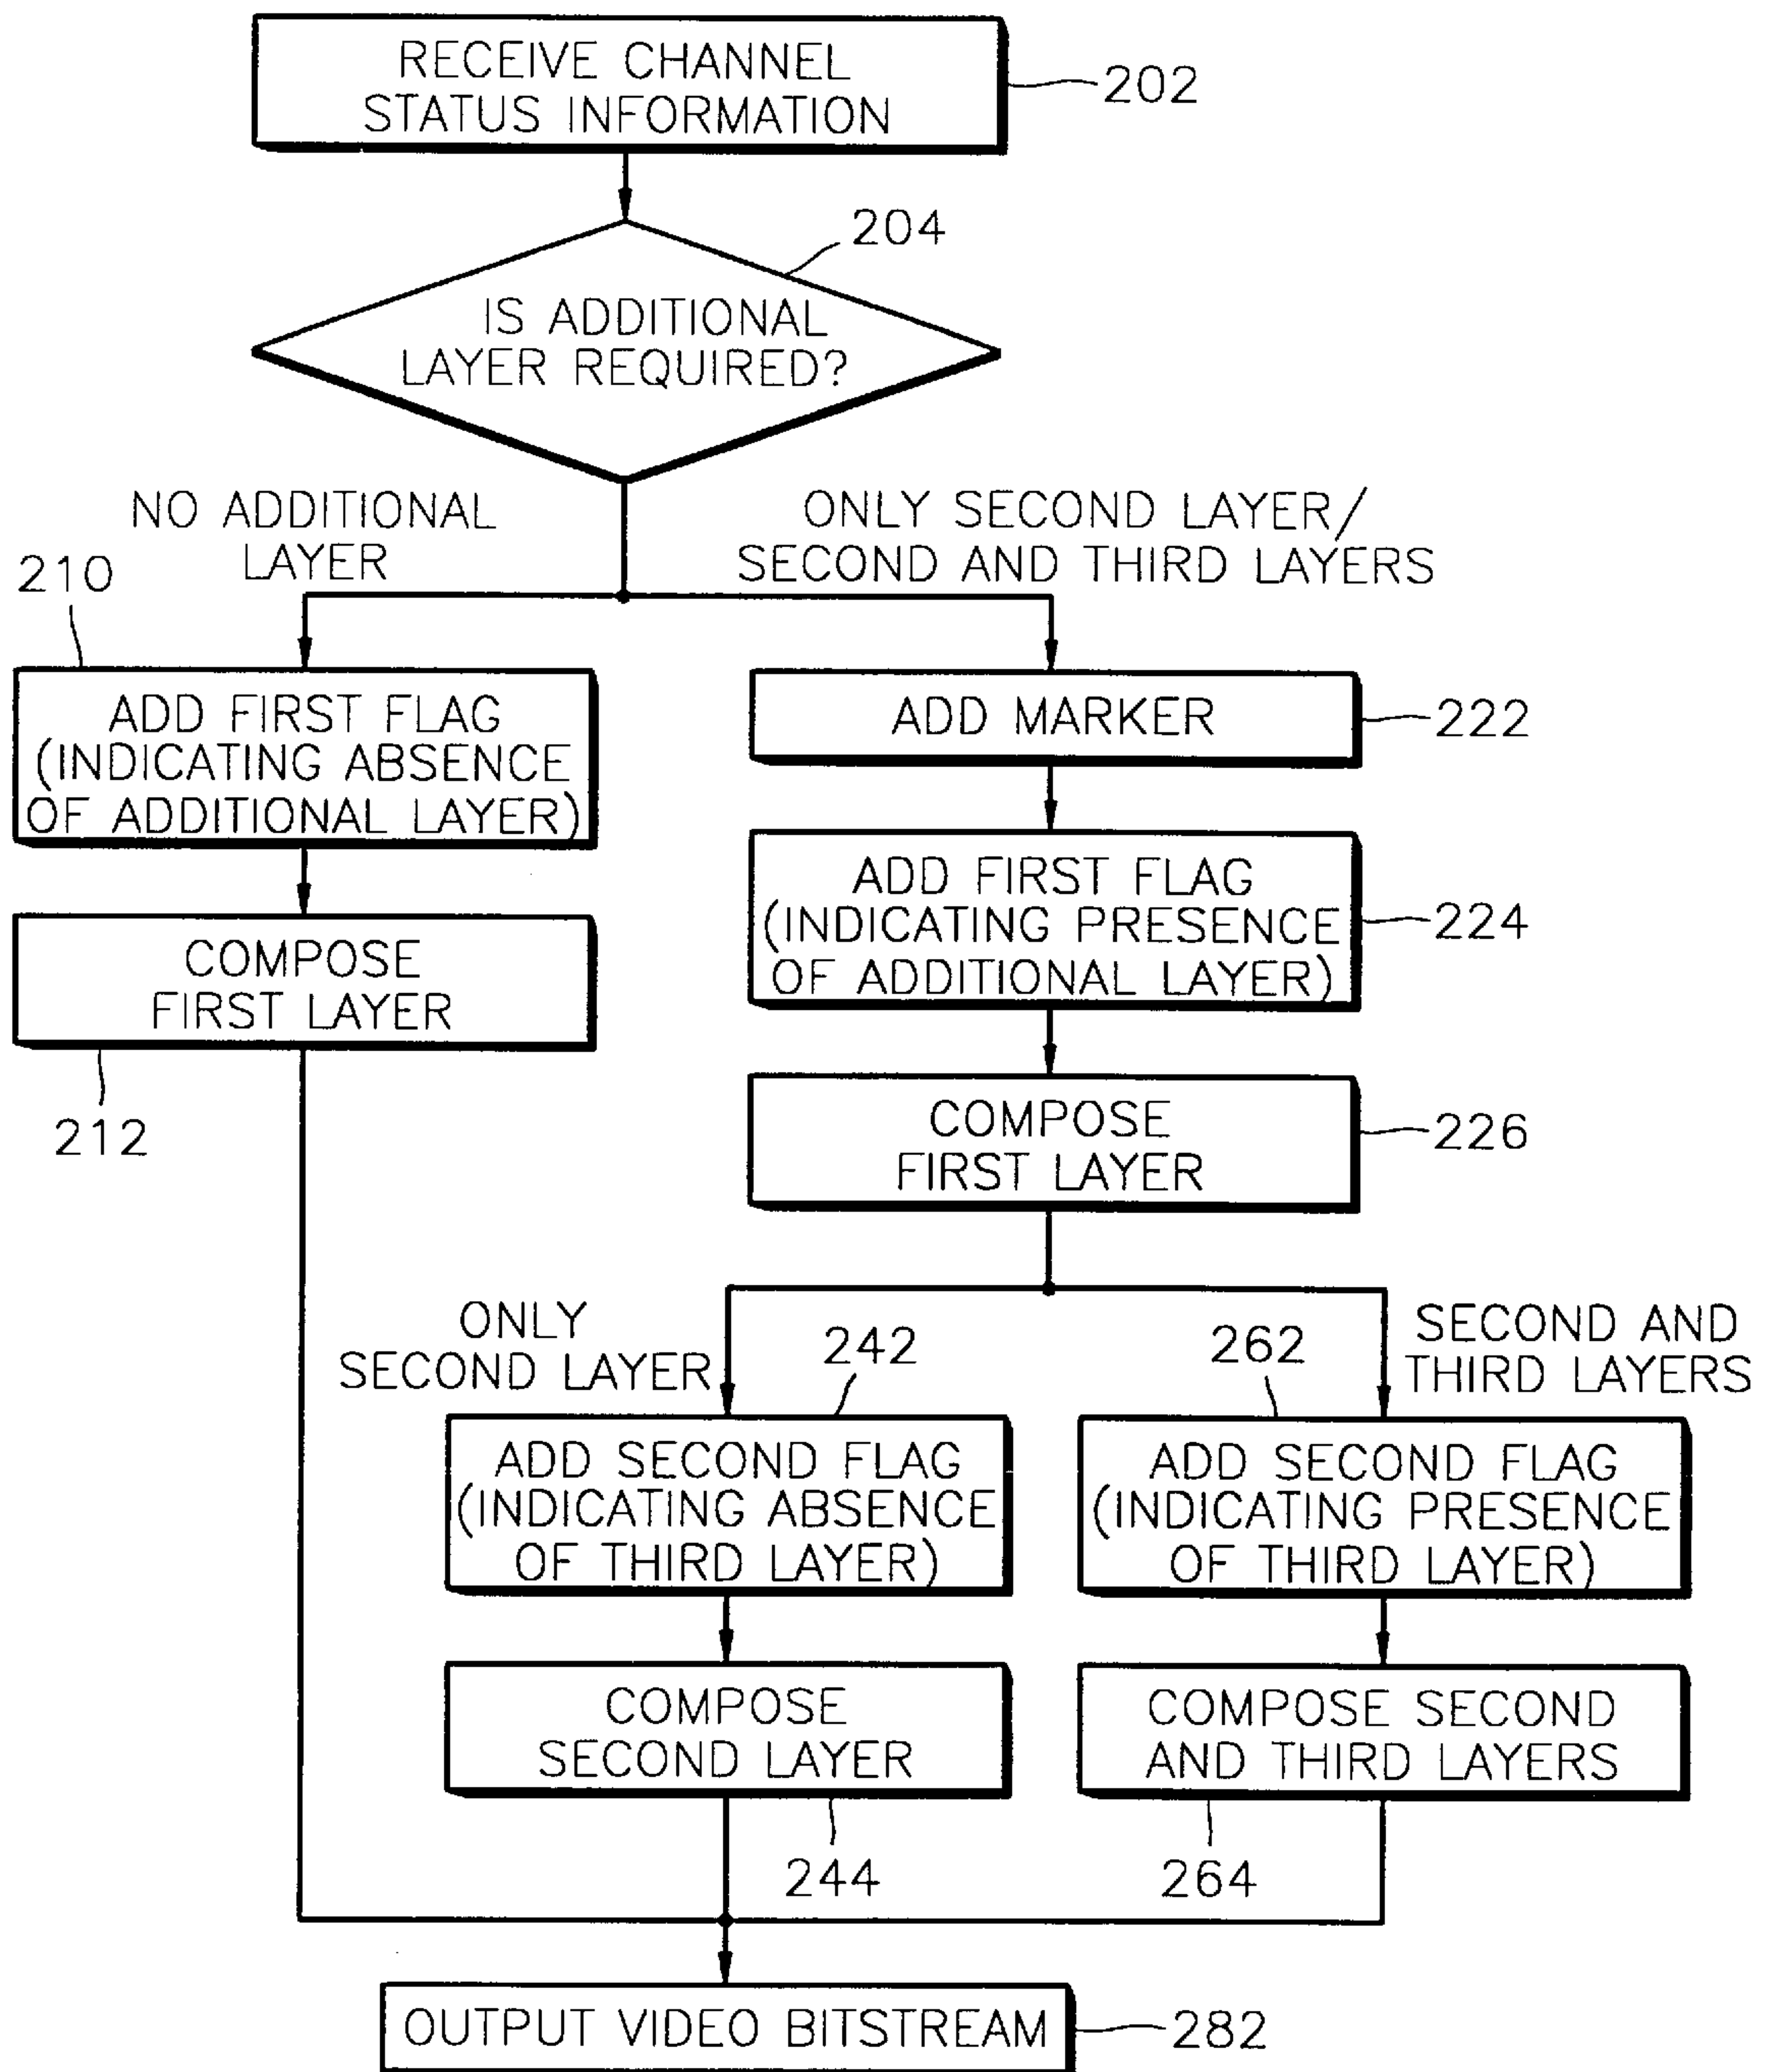 RECEIVE CHANNEL
STATUS INFORMATION
202
204
IS ADDITIONAL
LAYER REQUIRED?
NO ADDITIONAL
LAYER
ONLY SECOND LAYER/
SECOND AND THIRD LAYERS
210
ADD FIRST FLAG
(INDICATING ABSENCE
OF ADDITIONAL LAYER)
ADD MARKER
222
ADD FIRST FLAG
(INDICATING PRESENCE
OF ADDITIONAL LAYER)
224
COMPOSE
FIRST LAYER
212
COMPOSE
FIRST LAYER
226
ONLY
SECOND LAYER
242
262
SECOND AND
THIRD LAYERS
ADD SECOND FLAG
(INDICATING ABSENCE
OF THIRD LAYER)
ADD SECOND FLAG
(INDICATING PRESENCE
OF THIRD LAYER)
COMPOSE
SECOND LAYER
COMPOSE SECOND
AND THIRD LAYERS
244
264
OUTPUT VIDEO BITSTREAM
282